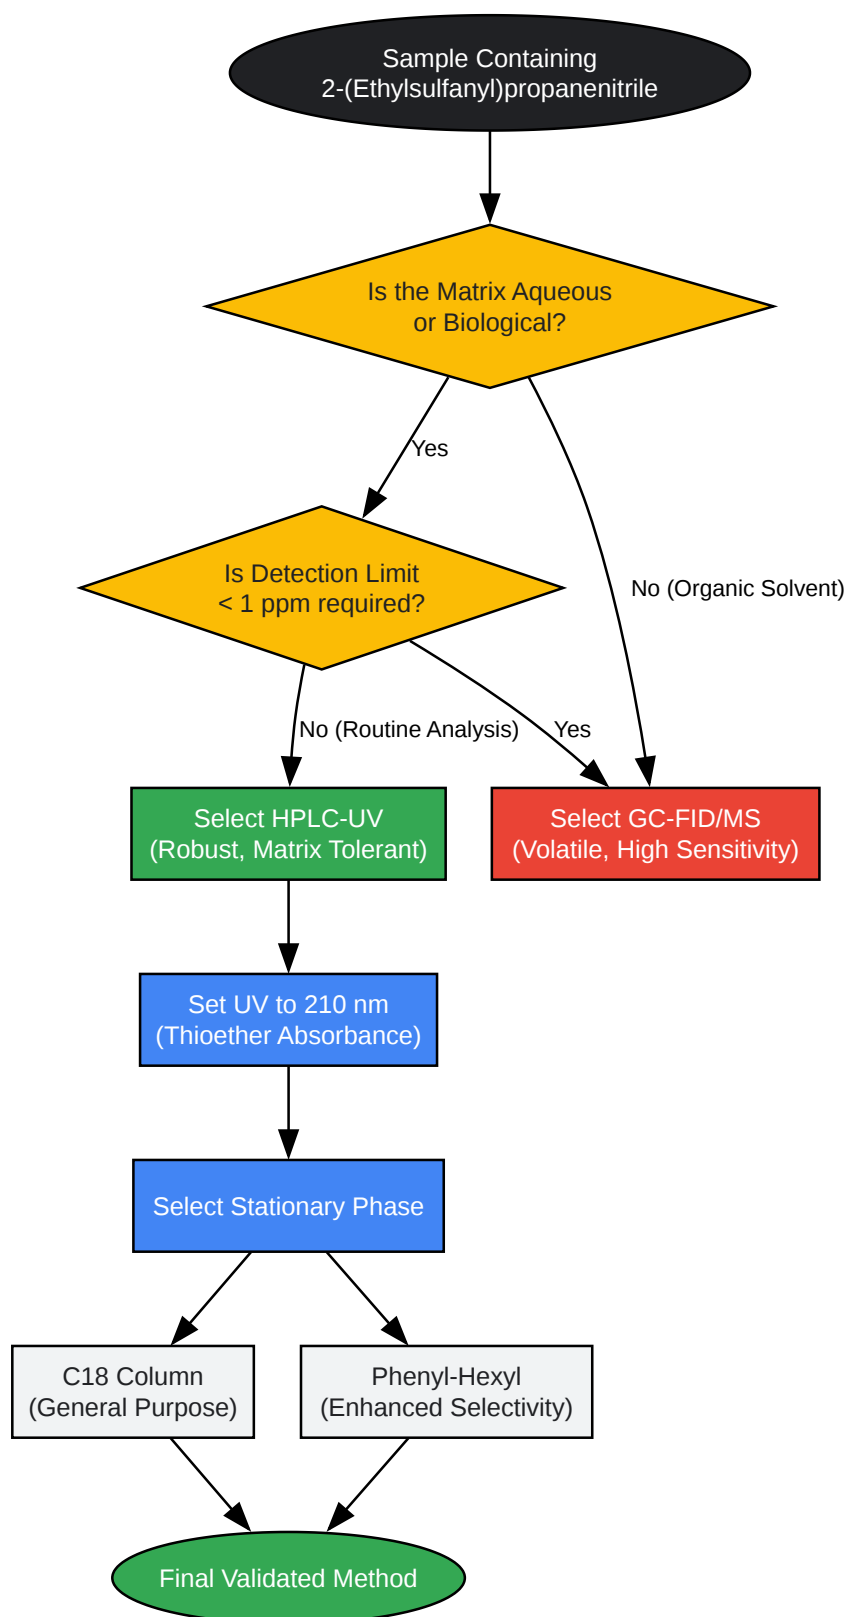 Sample Containing
2-(Ethylsulfanyl)propanenitrile
Is the Matrix Aqueous
or Biological?
Yes
Is Detection Limit
< 1 ppm required?
No (Organic Solvent)
No (Routine Analysis)
Yes
Select HPLC-UV
(Robust, Matrix Tolerant)
Select GC-FID/MS
(Volatile, High Sensitivity)
Set UV to 210 nm
(Thioether Absorbance)
Select Stationary Phase
C18 Column
(General Purpose)
Phenyl-Hexyl
(Enhanced Selectivity)
Final Validated Method